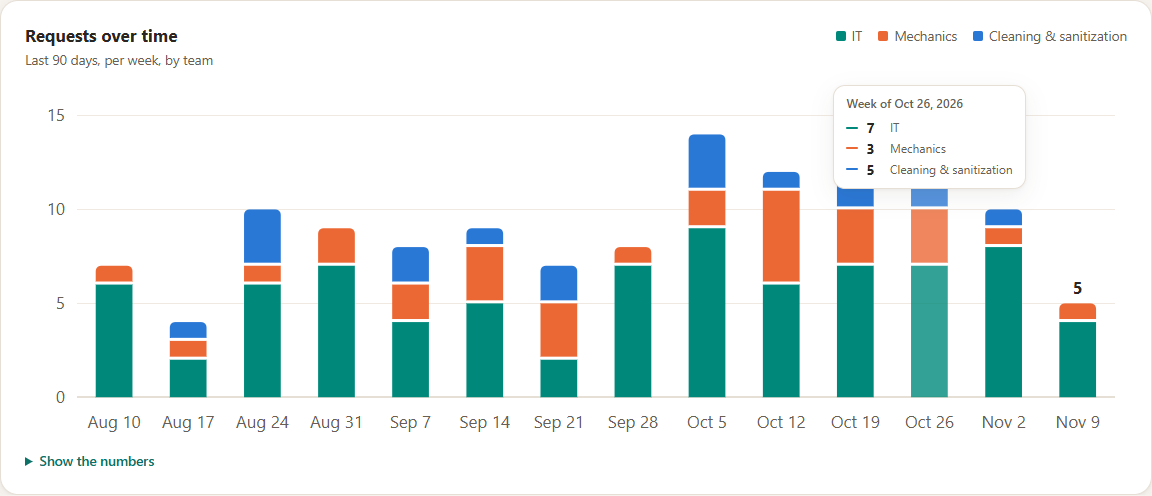 Requests over time
Last 90 days, per week, by team
IT
Mechanics
Cleaning & sanitization
Week of Oct 26, 2026
7 IT
3 Mechanics
5 Cleaning & sanitization
15
10
5
0
5
Aug 10 Aug 17 Aug 24 Aug 31 Sep 7 Sep 14 Sep 21 Sep 28 Oct 5 Oct 12 Oct 19 Oct 26 Nov 2 Nov 9
Show the numbers